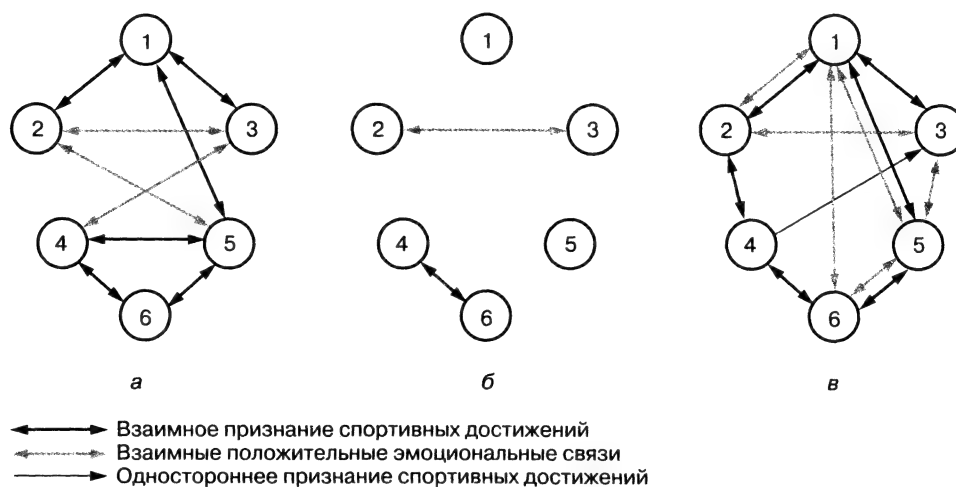 1 1 1
2 3 2 3 2 3
4 5 4 5 4 5
6 6 6
а б в
Взаимное признание спортивных достижений
Взаимные положительные эмоциональные связи
Одностороннее признание спортивных достижений